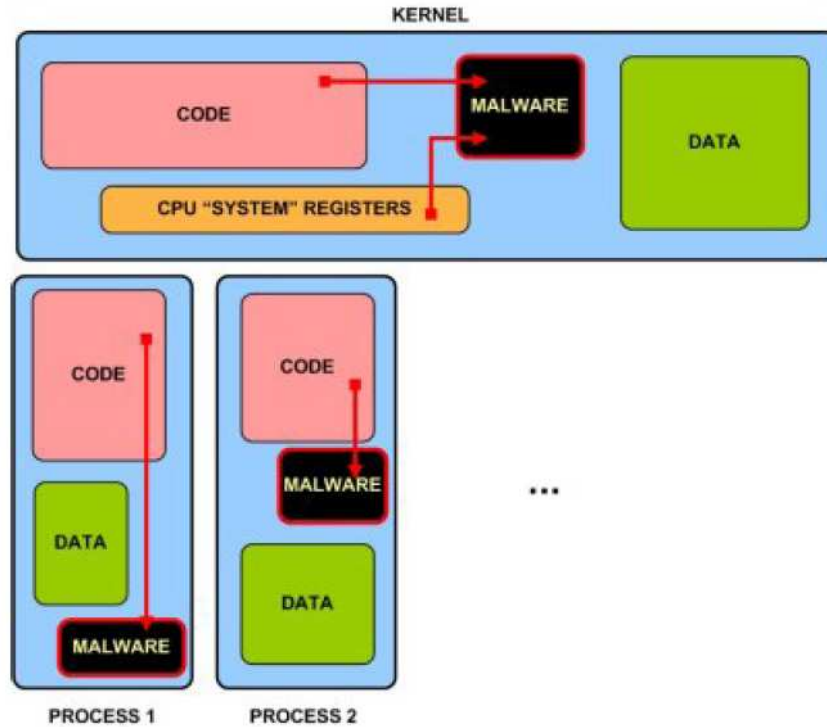 KERNEL
CODE
MALWARE
DATA
CPU “SYSTEM” REGISTERS
CODE
DATA
MALWARE
CODE
MALWARE
DATA
...
PROCESS 1
PROCESS 2